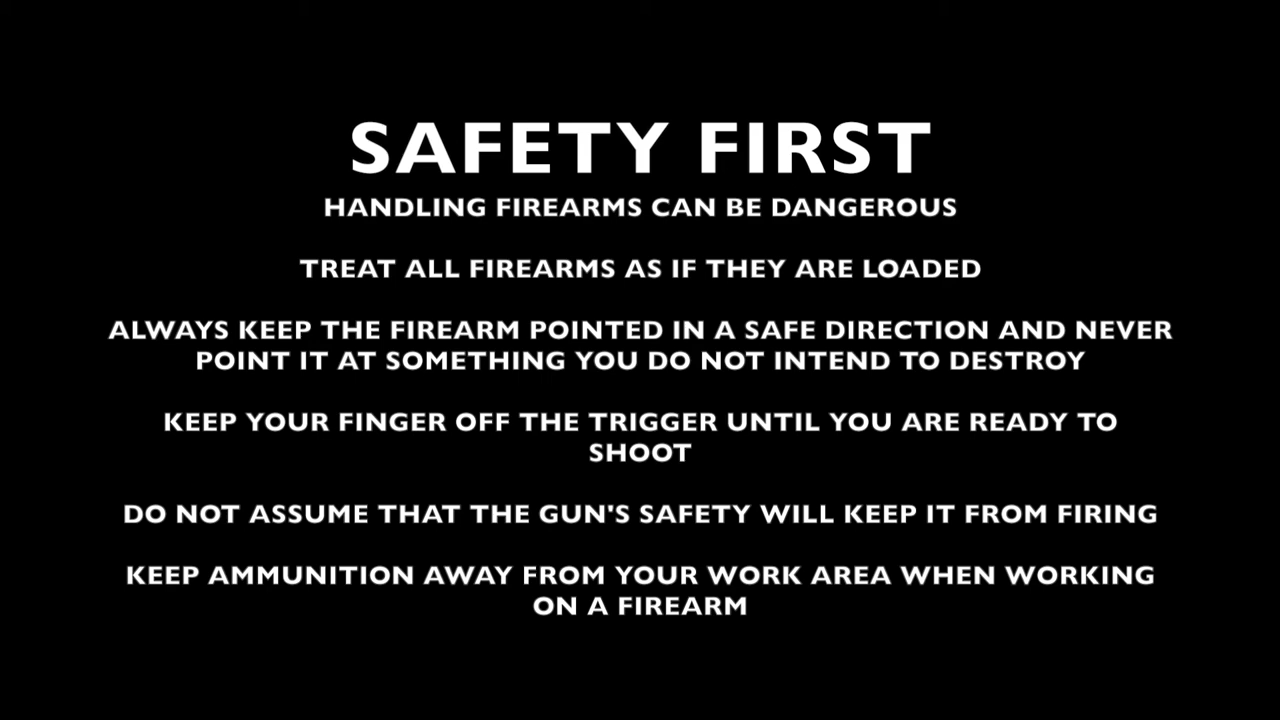 SAFETY FIRST
HANDLING FIREARMS CAN BE DANGEROUS
TREAT ALL FIREARMS AS IF THEY ARE LOADED
ALWAYS KEEP THE FIREARM POINTED IN A SAFE DIRECTION AND NEVER
POINT IT AT SOMETHING YOU DO NOT INTEND TO DESTROY
KEEP YOUR FINGER OFF THE TRIGGER UNTIL YOU ARE READY TO
SHOOT
DO NOT ASSUME THAT THE GUN'S SAFETY WILL KEEP IT FROM FIRING
KEEP AMMUNITION AWAY FROM YOUR WORK AREA WHEN WORKING
ON A FIREARM